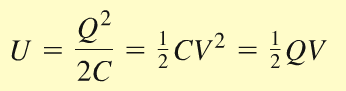 U = Q²/2C = ½CV² = ½QV